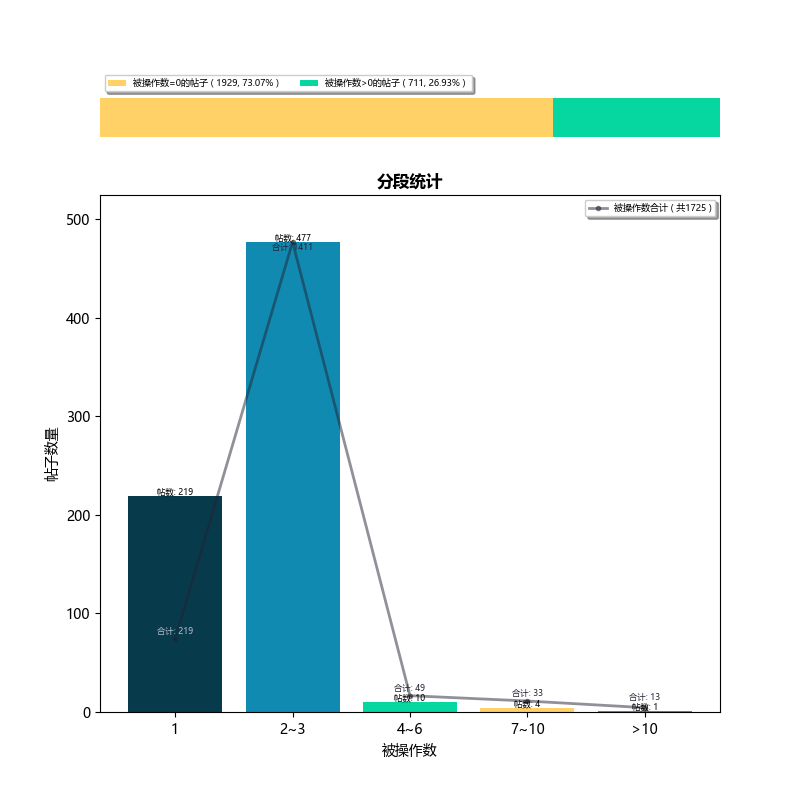 被操作数=0的帖子 ( 1929, 73.07% )
被操作数>0的帖子 ( 711, 26.93% )
分段统计
被操作数合计 ( 共1725 )
500
400
300
200
100
0
帖子数量
帖数: 477
合计: 1411
帖数: 219
合计: 219
合计: 49
帖数: 10
合计: 33
帖数: 4
合计: 13
帖数: 1
1
2~3
4~6
7~10
>10
被操作数